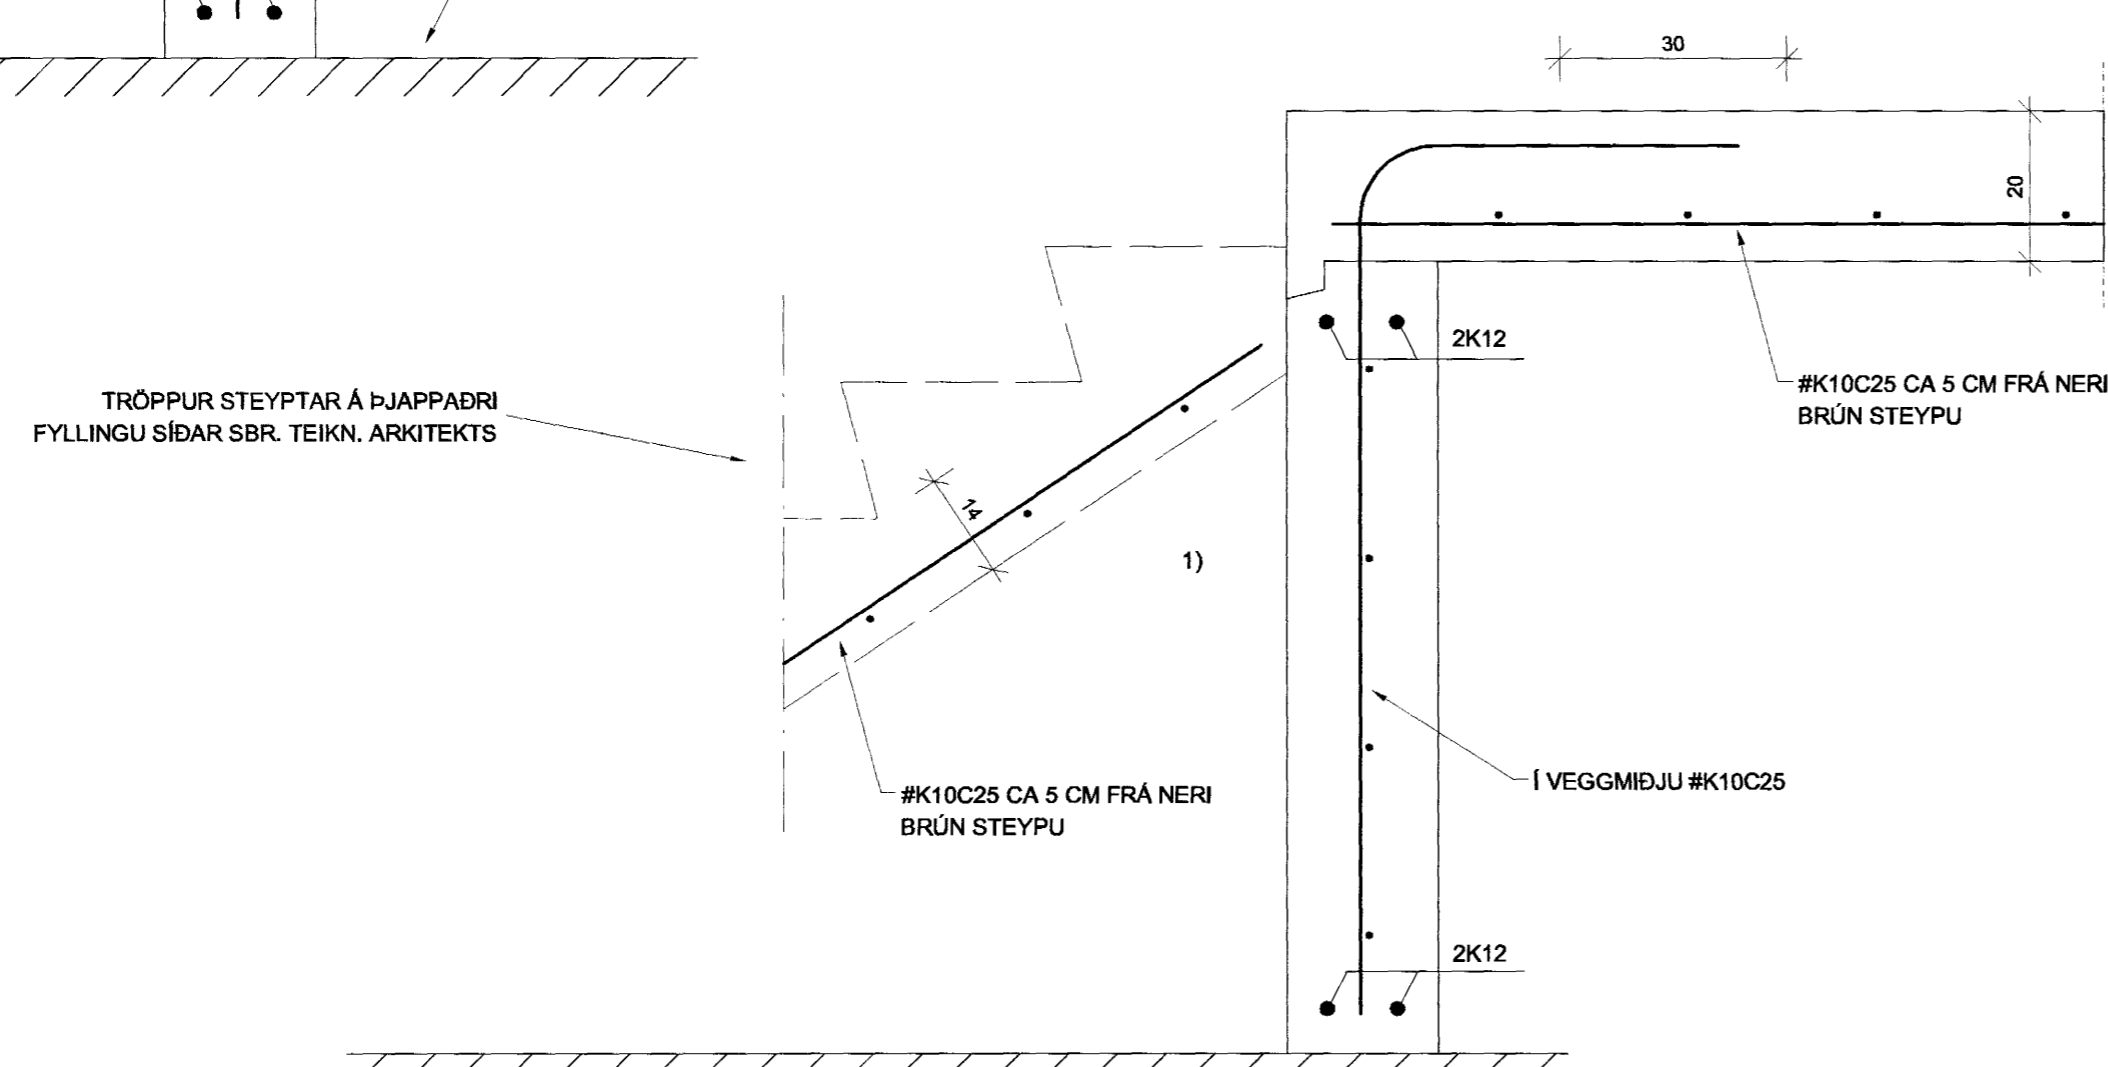 30
20
2K12
#K10C25 CA 5 CM FRÁ NERI
BRÚN STEYPU
TRÖPPUR STEYPTAR Á ÞJAPPAÐRI
FYLLINGU SÍÐAR SBR. TEIKN. ARKITEKTS
14
1)
#K10C25 CA 5 CM FRÁ NERI
BRÚN STEYPU
Í VEGGMIÐJU #K10C25
2K12